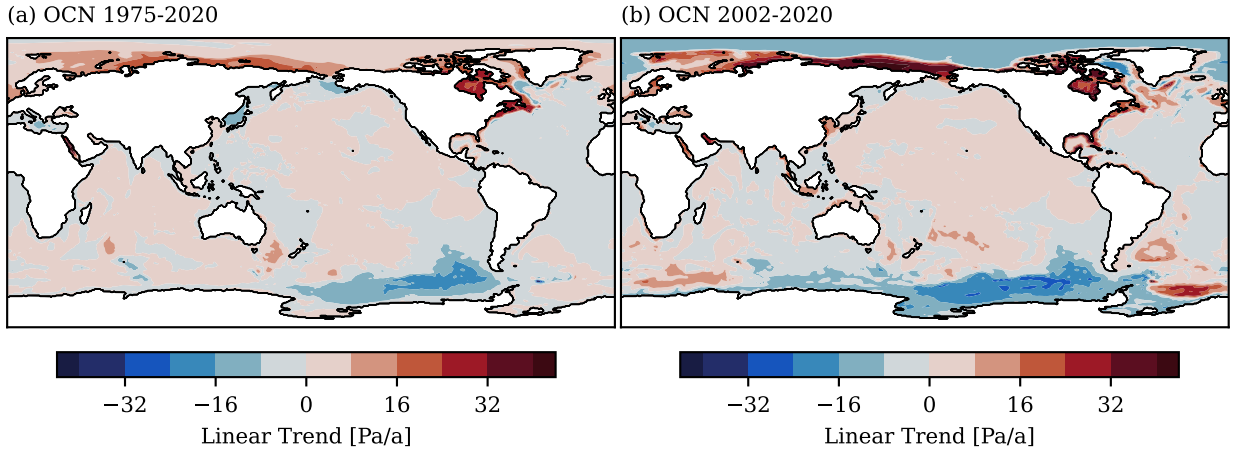 (a) OCN 1975-2020
(b) OCN 2002-2020
−32 −16 0 16 32
Linear Trend [Pa/a]
−32 −16 0 16 32
Linear Trend [Pa/a]